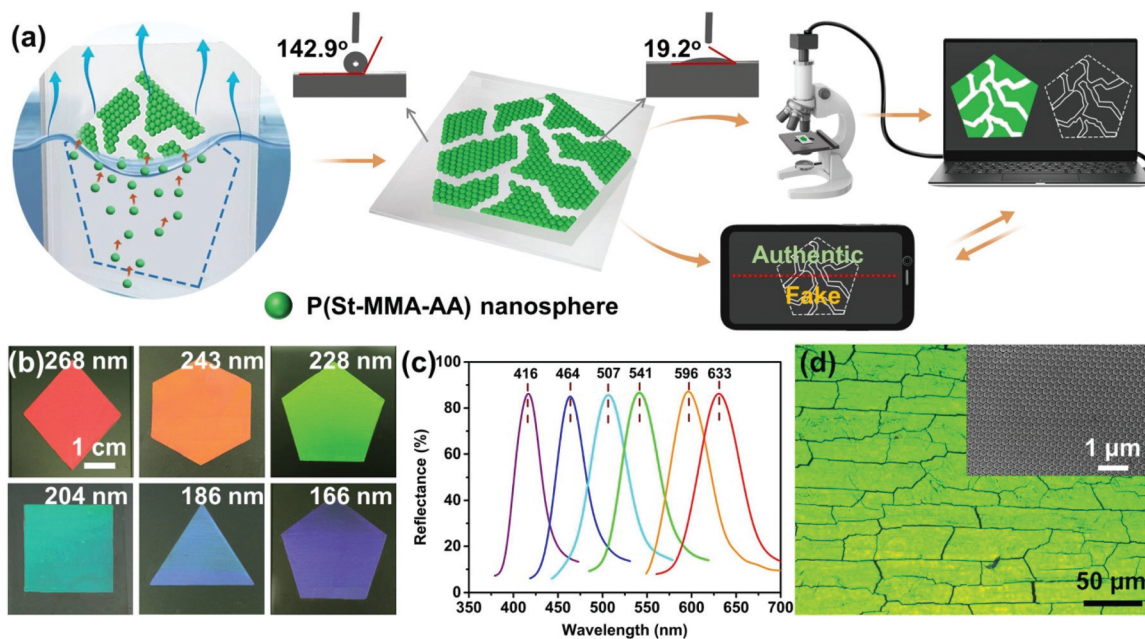 (a)
142.9°
19.2°
Authentic
Fake
P(St-MMA-AA) nanosphere
(b)
268 nm
243 nm
228 nm
1 cm
204 nm
186 nm
166 nm
(c)
416 464 507 541 596 633
100
80
60
40
20
0
Reflectance (%)
350 400 450 500 550 600 650 700
Wavelength (nm)
(d)
1 μm
50 μm